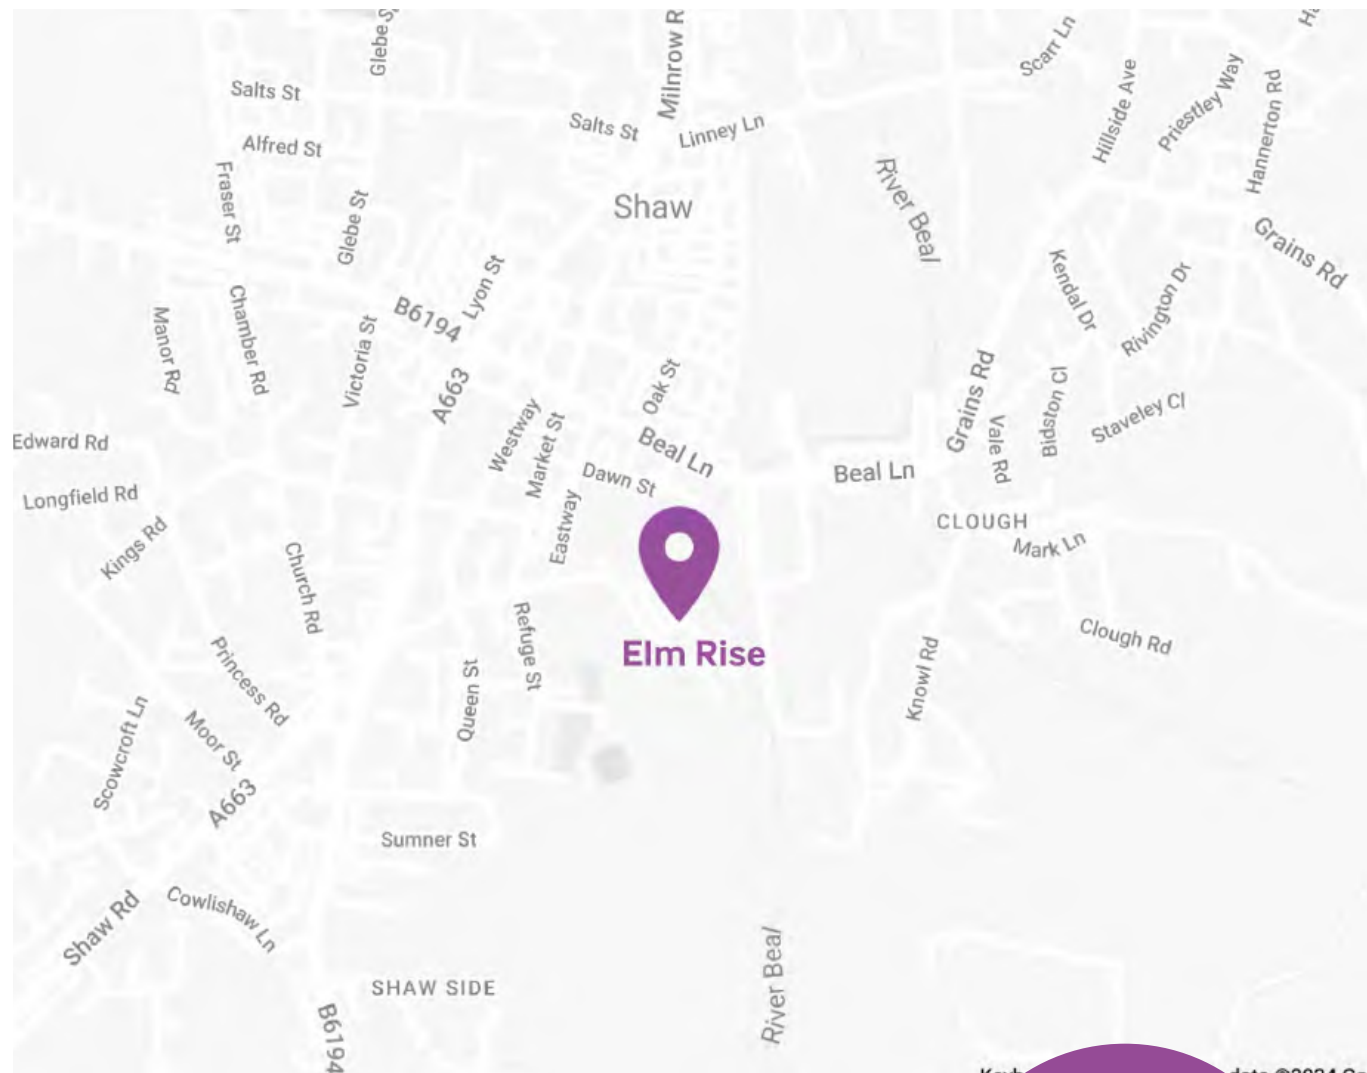 Glebe S
Milnrow R
Scarr Ln
Salts St
Salts St
Linney Ln
Hillside Ave
Priestley Way
Hannerton Rd
Alfred St
Fraser St
Glebe St
Shaw
River Beal
Grains Rd
Lyon St
Kendal Dr
Rivington Dr
B6194
Manor Rd
Chamber Rd
Victoria St
A663
Oak St
Grains Rd
Westway
Market St
Beal Ln
Bidston Cl
Staveley Cl
Edward Rd
Vale Rd
Beal Ln
Dawn St
Longfield Rd
Eastway
CLOUGH
Mark Ln
Kings Rd
Church Rd
Refuge St
Elm Rise
Clough Rd
Princess Rd
Queen St
Knowl Rd
Scowcroft Ln
Moor St
A663
Sumner St
Cowlishaw Ln
Shaw Rd
River Beal
SHAW SIDE
B6194